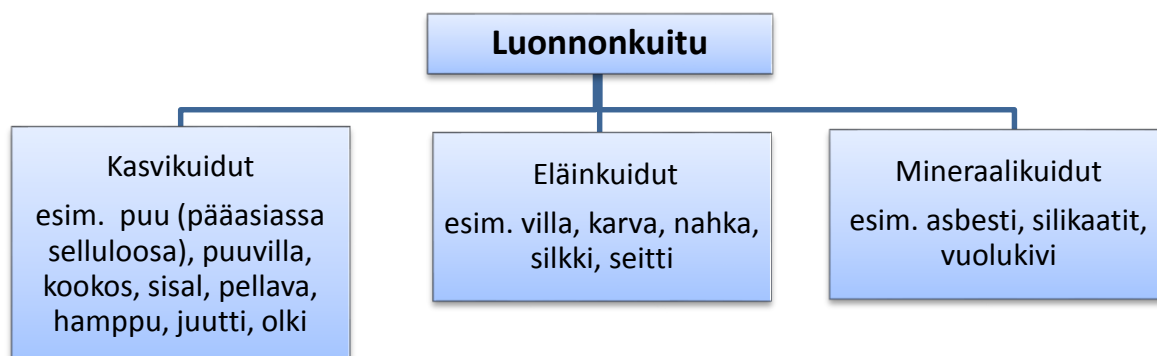 Luonnonkuitu
Kasvikuidut
esim. puu (pääasiassa
selluloosa), puuvilla,
kookos, sisal, pellava,
hamppu, juutti, olki
Eläinkuidut
esim. villa, karva, nahka,
silkki, seitti
Mineraalikuidut
esim. asbesti, silikaatit,
vuolukivi